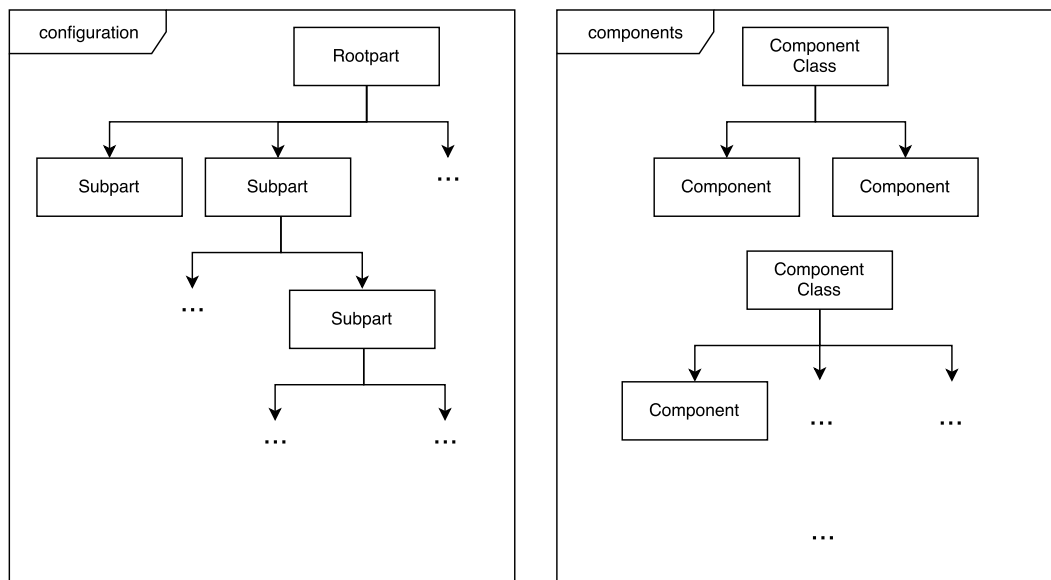 configuration
Rootpart
Subpart
Subpart
...
...
Subpart
...
...
components
Component
Class
Component
Component
Component
Class
Component
...
...
...